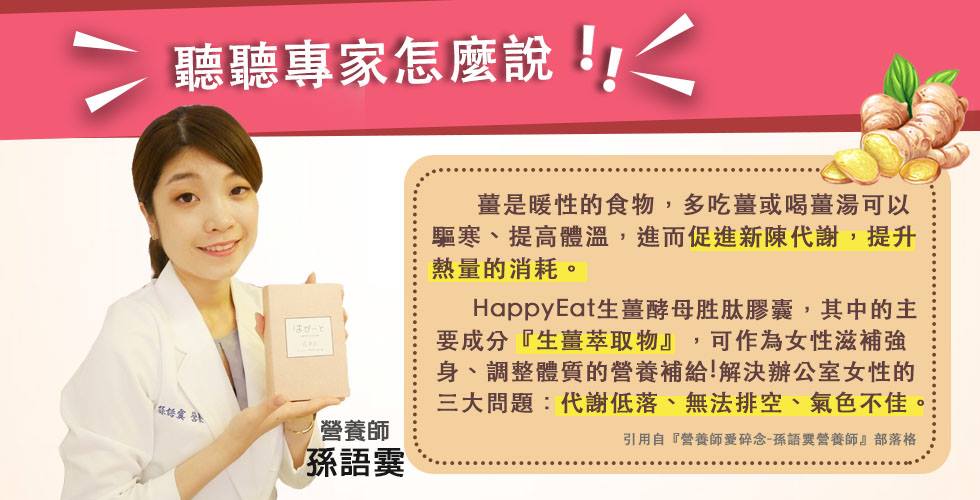 聽聽專家怎麼說!!
薑是暖性的食物，多吃薑或喝薑湯可以
驅寒、提高體溫，進而促進新陳代謝，提升
熱量的消耗。
HappyEat生薑酵母胜肽膠囊，其中的主
要成分『生薑萃取物』，可作為女性滋補強
身、調整體質的營養補給!解決辦公室女性的
三大問題：代謝低落、無法排空、氣色不佳。
引用自『營養師愛碎念-孫語霙營養師』部落格
はぴーと
孫語霙
營養師
孫語霙